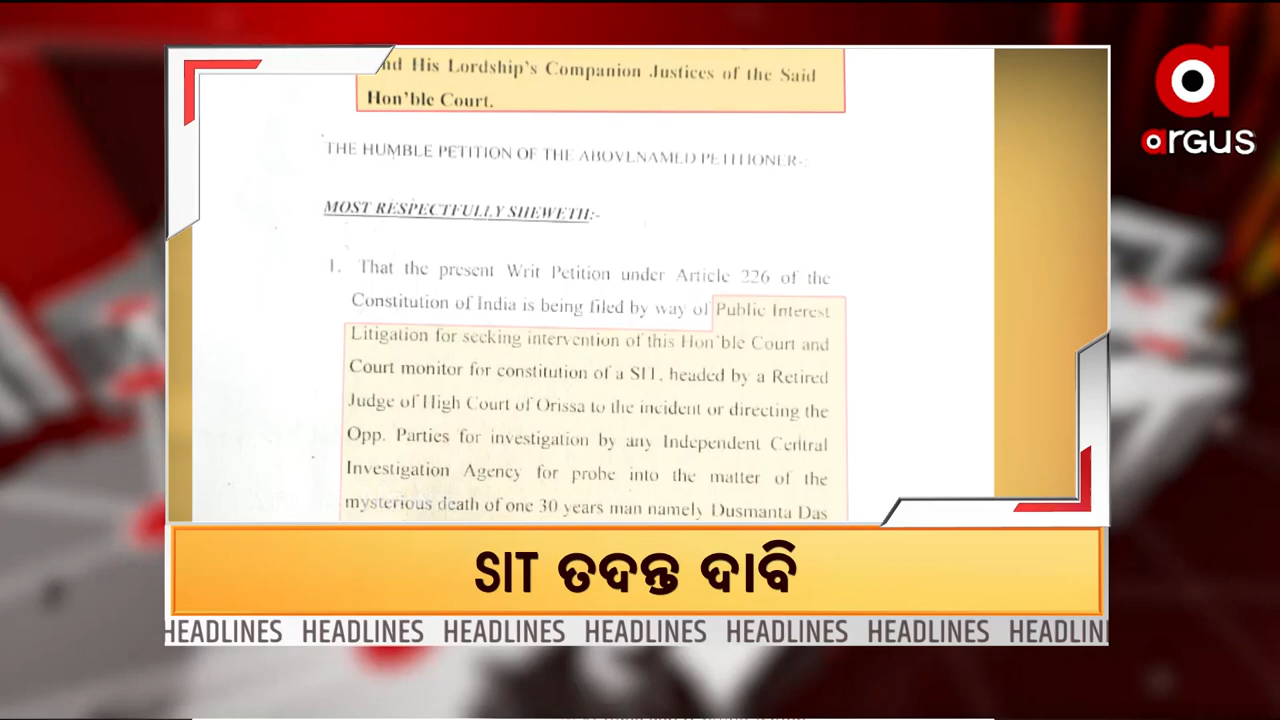 nd His Lordship's Companion Justices of the Said
Hon'ble Court.
THE HUMBLE PETITION OF THE ABOVENAMED PETITIONER-:
MOST RESPECTFULLY SHEWETH:-
1. That the present Writ Petition under Article 226 of the
Constitution of India is being filed by way of Public Interest
Litigation for seeking intervention of this Hon'ble Court and
Court monitor for constitution of a SIT, headed by a Retired
Judge of High Court of Orissa to the incident or directing the
Opp. Parties for investigation by any Independent Central
Investigation Agency for probe into the matter of the
mysterious death of one 30 years man namely Dusmanta Das
argus
SIT ତଦନ୍ତ ଦାବି
HEADLINES HEADLINES HEADLINES HEADLINES HEADLINES HEADLINES HEADLIN